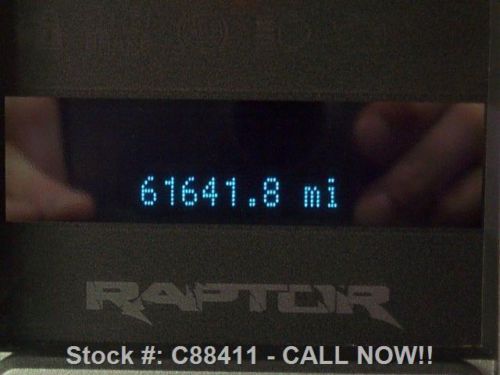 61641.8 mi
RAPTOR
Stock #: C88411 - CALL NOW!!